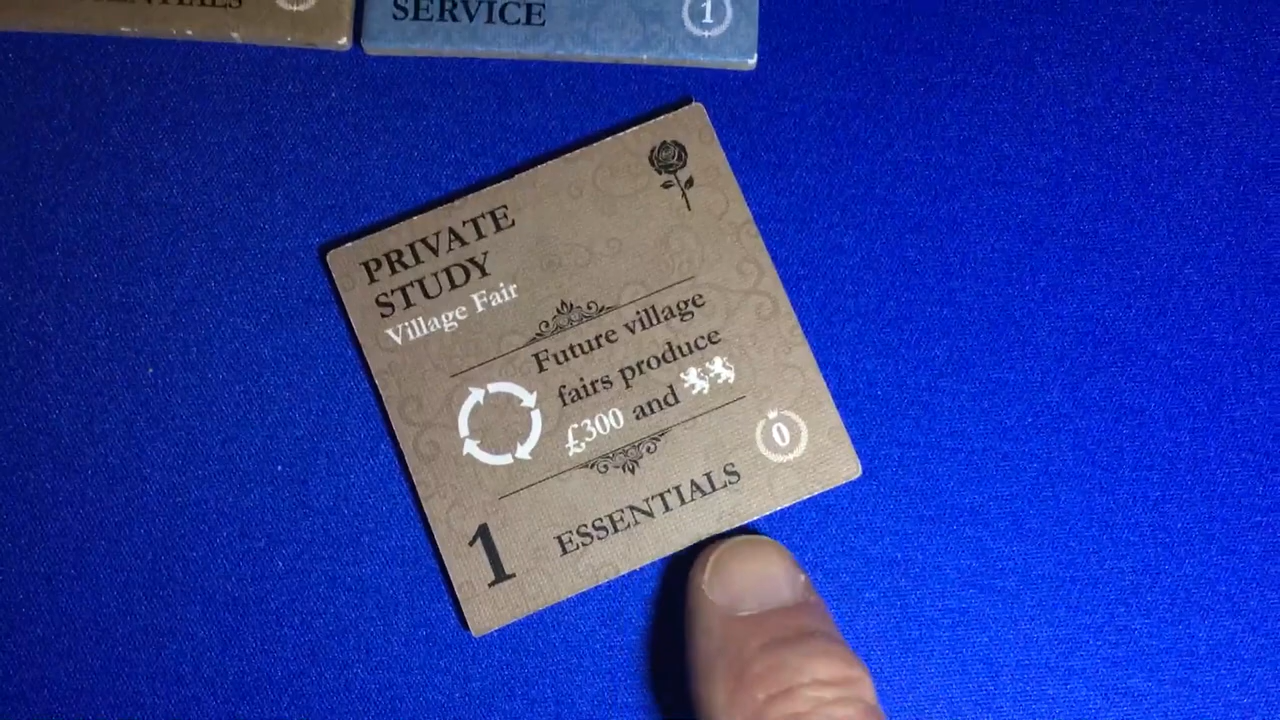 SERVICE
1
PRIVATE
STUDY
Village Fair
Future village
fairs produce
£300 and
0
1
ESSENTIALS